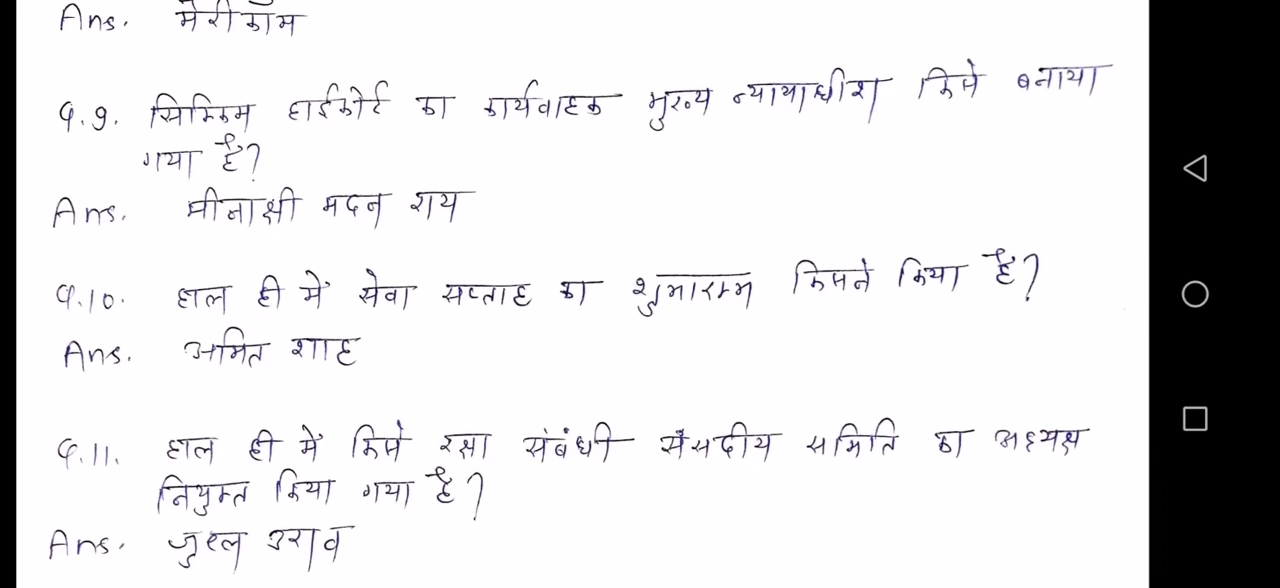 Ans. मेरी कॉम
Q.9. सिक्किम हाईकोर्ट का कार्यवाहक मुख्य न्यायाधीश किसे बनाया
गया है?
Ans. मीनाक्षी मदन राय
Q.10. हाल ही में सेवा सप्ताह का शुभारम्भ किसने किया है?
Ans. अमित शाह
Q.11. हाल ही में किसे रक्षा संबंधी संसदीय समिति का अध्यक्ष
नियुक्त किया गया है?
Ans. जुएल उराव